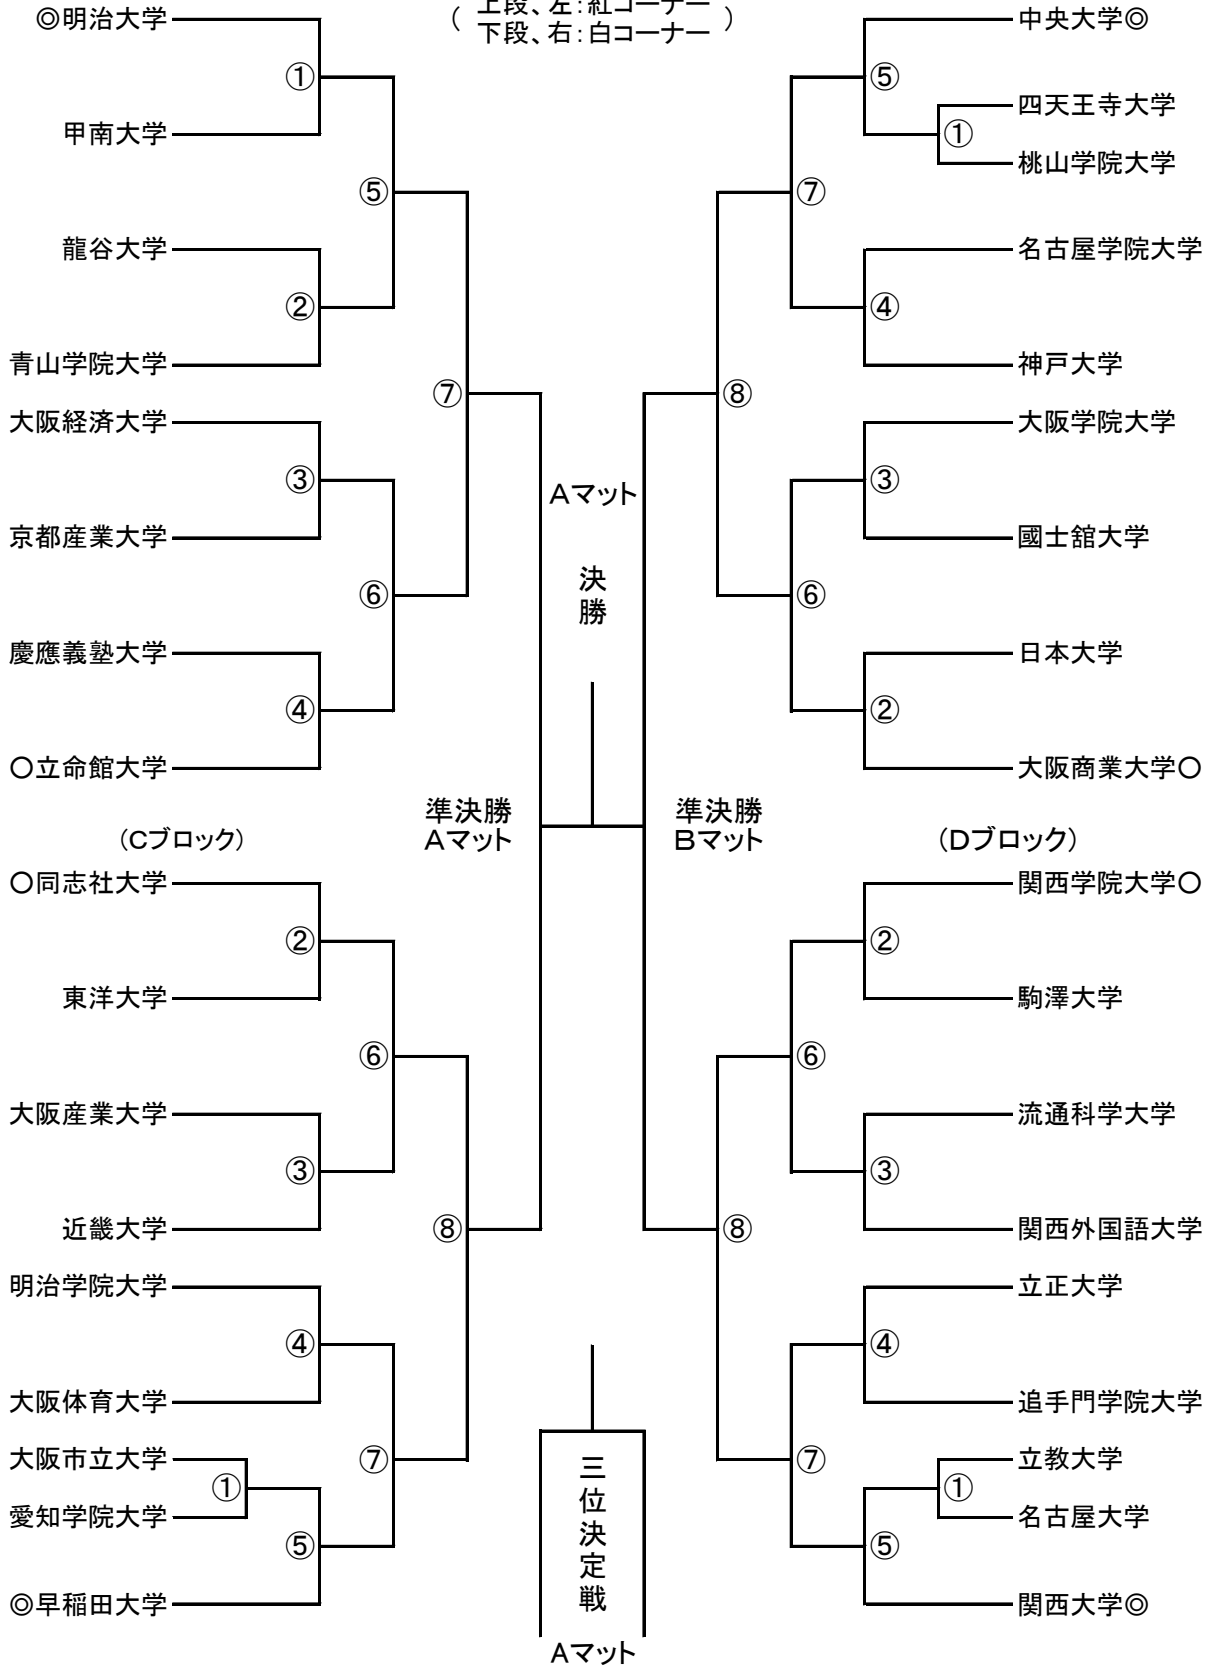 ( 上段、左：紅コーナー )
下段、右：白コーナー
◎明治大学
①
甲南大学
⑤
龍谷大学
②
青山学院大学
⑦
大阪経済大学
③
京都産業大学
⑥
慶應義塾大学
④
○立命館大学
中央大学◎
⑤
四天王寺大学
①
桃山学院大学
⑦
名古屋学院大学
④
神戸大学
⑧
大阪学院大学
③
國士舘大学
⑥
日本大学
②
大阪商業大学○
Aマット
決勝
準決勝
Aマット
準決勝
Bマット
(Cブロック)
○同志社大学
②
東洋大学
⑥
大阪産業大学
③
近畿大学
⑧
明治学院大学
④
大阪体育大学
⑦
大阪市立大学
①
愛知学院大学
⑤
◎早稲田大学
(Dブロック)
関西学院大学○
②
駒澤大学
⑥
流通科学大学
③
関西外国語大学
⑧
立正大学
④
追手門学院大学
⑦
立教大学
①
名古屋大学
⑤
関西大学◎
三位決定戦
Aマット